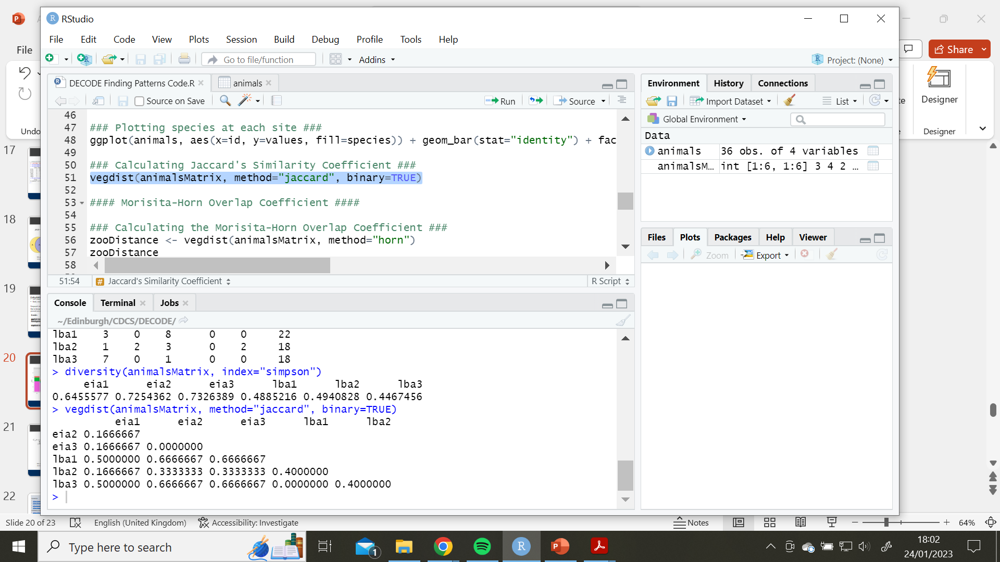 RStudio
File Edit Code View Plots Session Build Debug Profile Tools Help
File
Share
Go to file/function
Addins
Project: (None)
DECODE Finding Patterns Code.R
animals
Source on Save
Run
Source
46
47 ### Plotting species at each site ###
48 ggplot(animals, aes(x=id, y=values, fill=species)) + geom_bar(stat="identity") + fac
49
50 ### Calculating Jaccard's Similarity Coefficient ###
51 vegdist(animalsMatrix, method="jaccard", binary=TRUE)
52
53 #### Morisita-Horn Overlap Coefficient ####
54
55 ### Calculating the Morisita-Horn Overlap Coefficient ###
56 zooDistance <- vegdist(animalsMatrix, method="horn")
57 zooDistance
58
51:54 # Jaccard's Similarity Coefficient R Script
Console Terminal Jobs
~/Edinburgh/CDCS/DECODE/
lba1 3 0 8 0 0 22
lba2 1 2 3 0 2 18
lba3 7 0 1 0 0 18
> diversity(animalsMatrix, index="simpson")
eia1 eia2 eia3 lba1 lba2 lba3
0.6455577 0.7254362 0.7326389 0.4885216 0.4940828 0.4467456
> vegdist(animalsMatrix, method="jaccard", binary=TRUE)
eia1 eia2 eia3 lba1 lba2
eia2 0.1666667
eia3 0.1666667 0.0000000
lba1 0.5000000 0.6666667 0.6666667
lba2 0.1666667 0.3333333 0.3333333 0.4000000
lba3 0.5000000 0.6666667 0.6666667 0.0000000 0.4000000
>
Environment History Connections
Import Dataset
List
Global Environment
Data
animals 36 obs. of 4 variables
animalsM... int [1:6, 1:6] 3 4 2 ...
Files Plots Packages Help Viewer
Zoom Export
Undo
Designer
Designer
17
18
19
20
21
22
Slide 20 of 23 English (United Kingdom) Accessibility: Investigate Notes 64%
Type here to search
1
18:02
24/01/2023